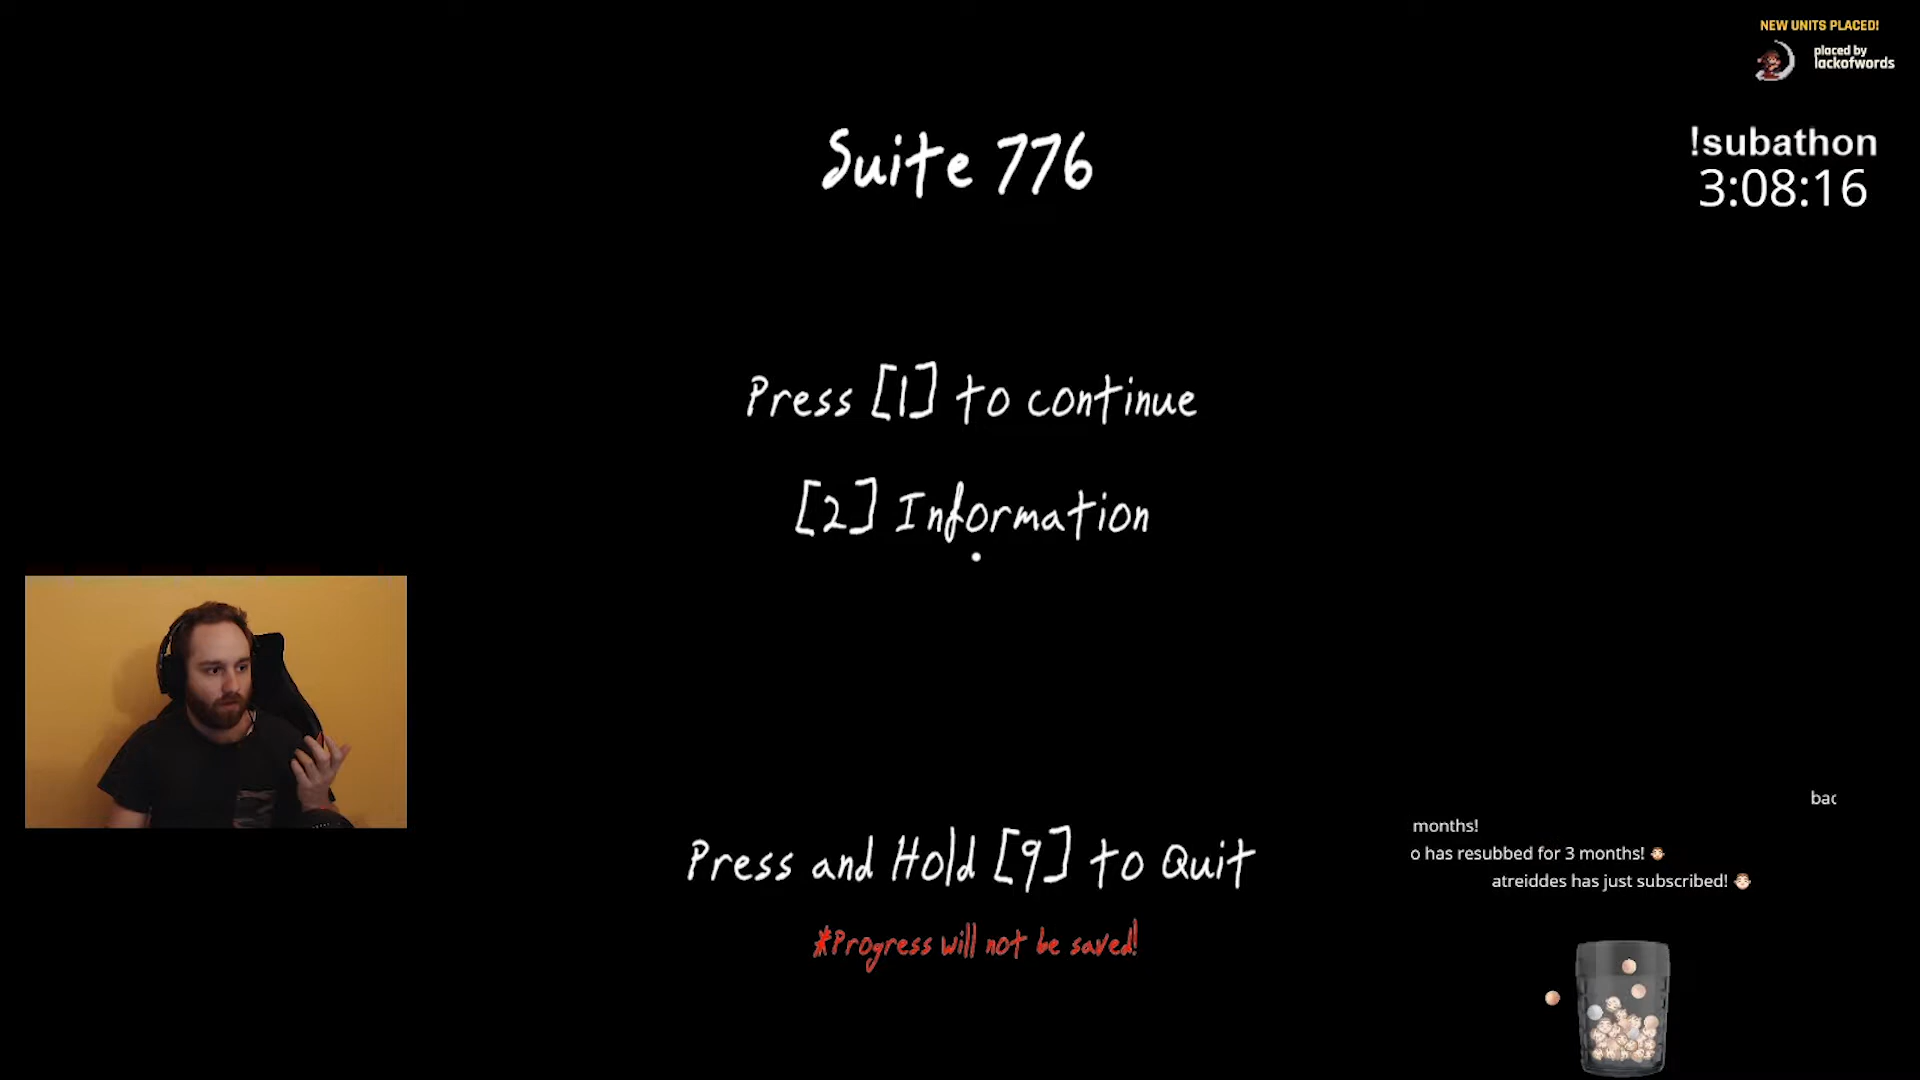 NEW UNITS PLACED!
placed by
lackofwords
!subathon
3:08:16
Suite 776
Press [1] to continue
[2] Information
Press and Hold [9] to Quit
*Progress will not be saved!
months!
o has resubbed for 3 months!
atreiddes has just subscribed!